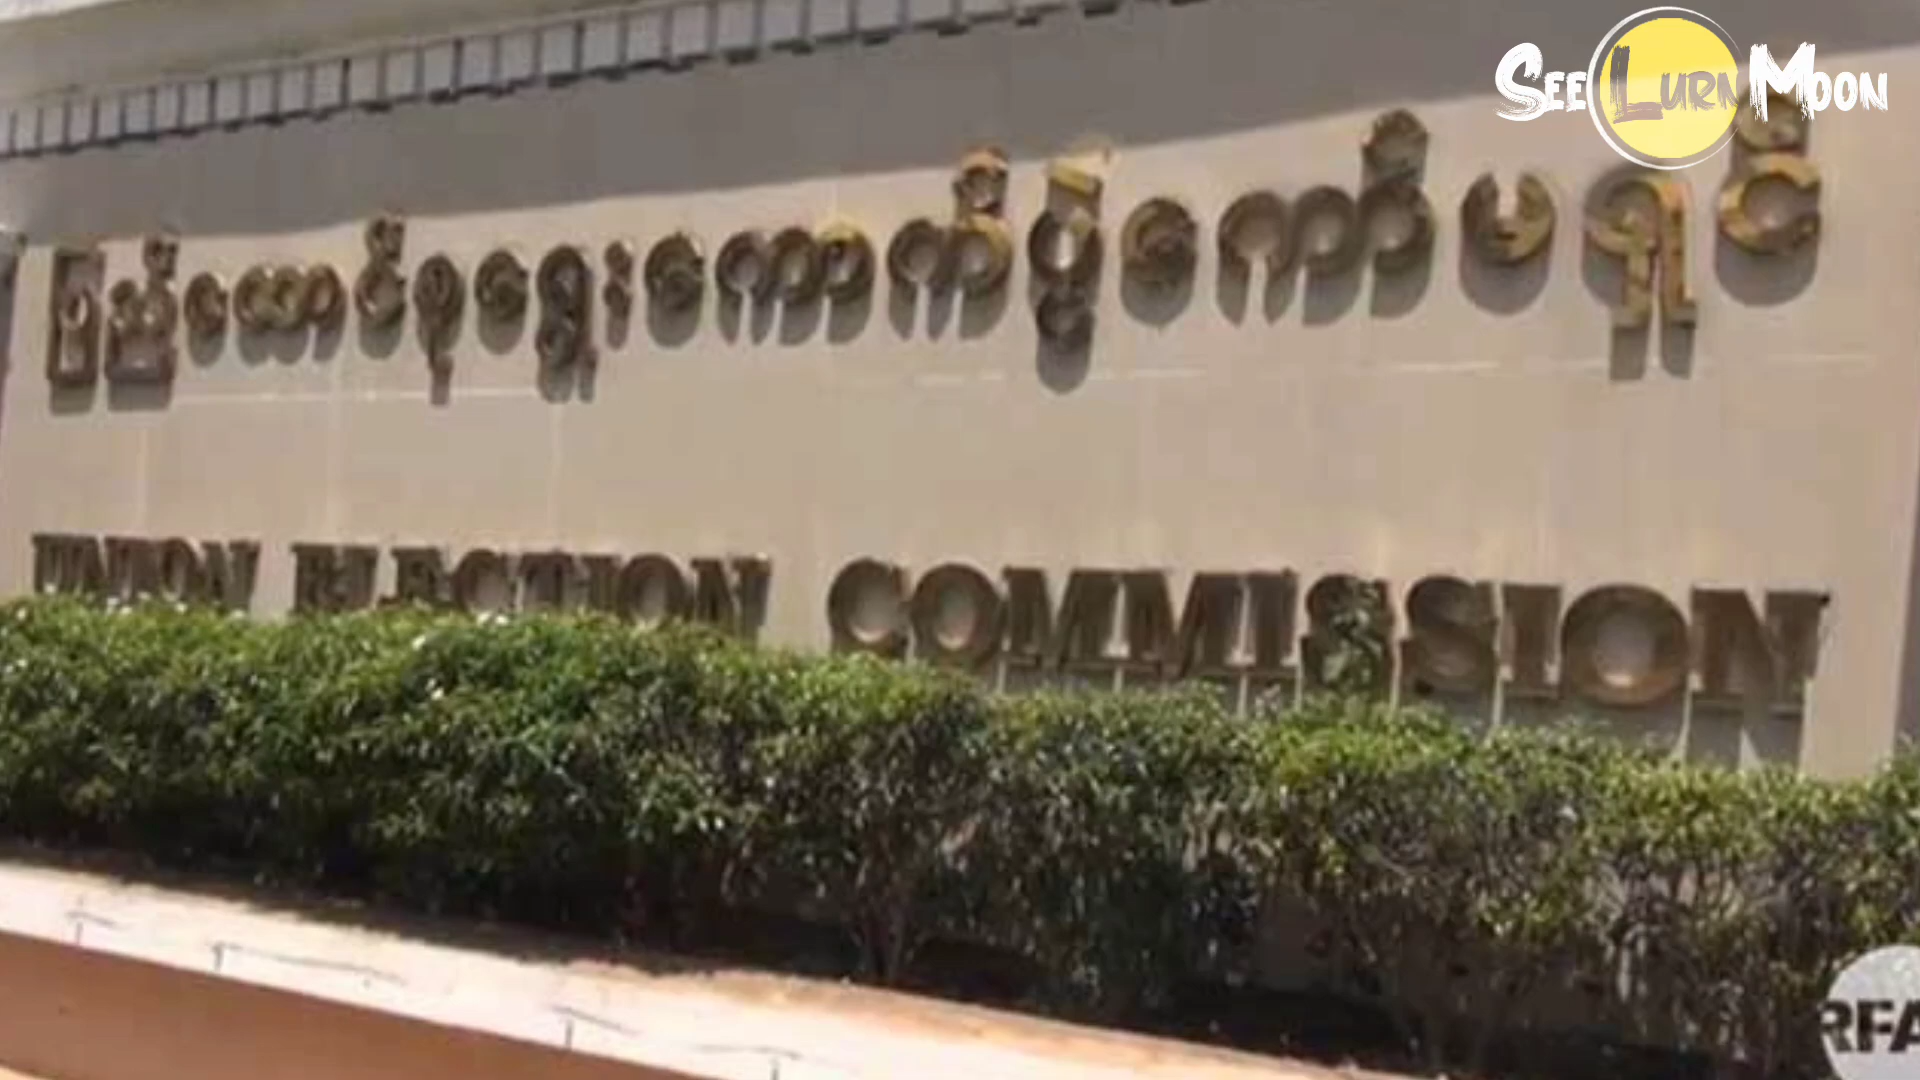 SEE LURN MOON
ပြည်ထောင်စုရွေးကောက်ပွဲကော်မရှင်
UNION ELECTION COMMISSION
RFA